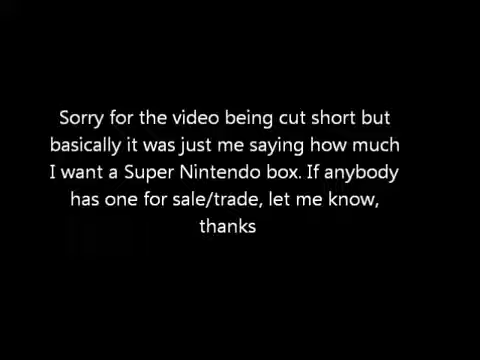 Sorry for the video being cut short but
basically it was just me saying how much
I want a Super Nintendo box. If anybody
has one for sale/trade, let me know,
thanks